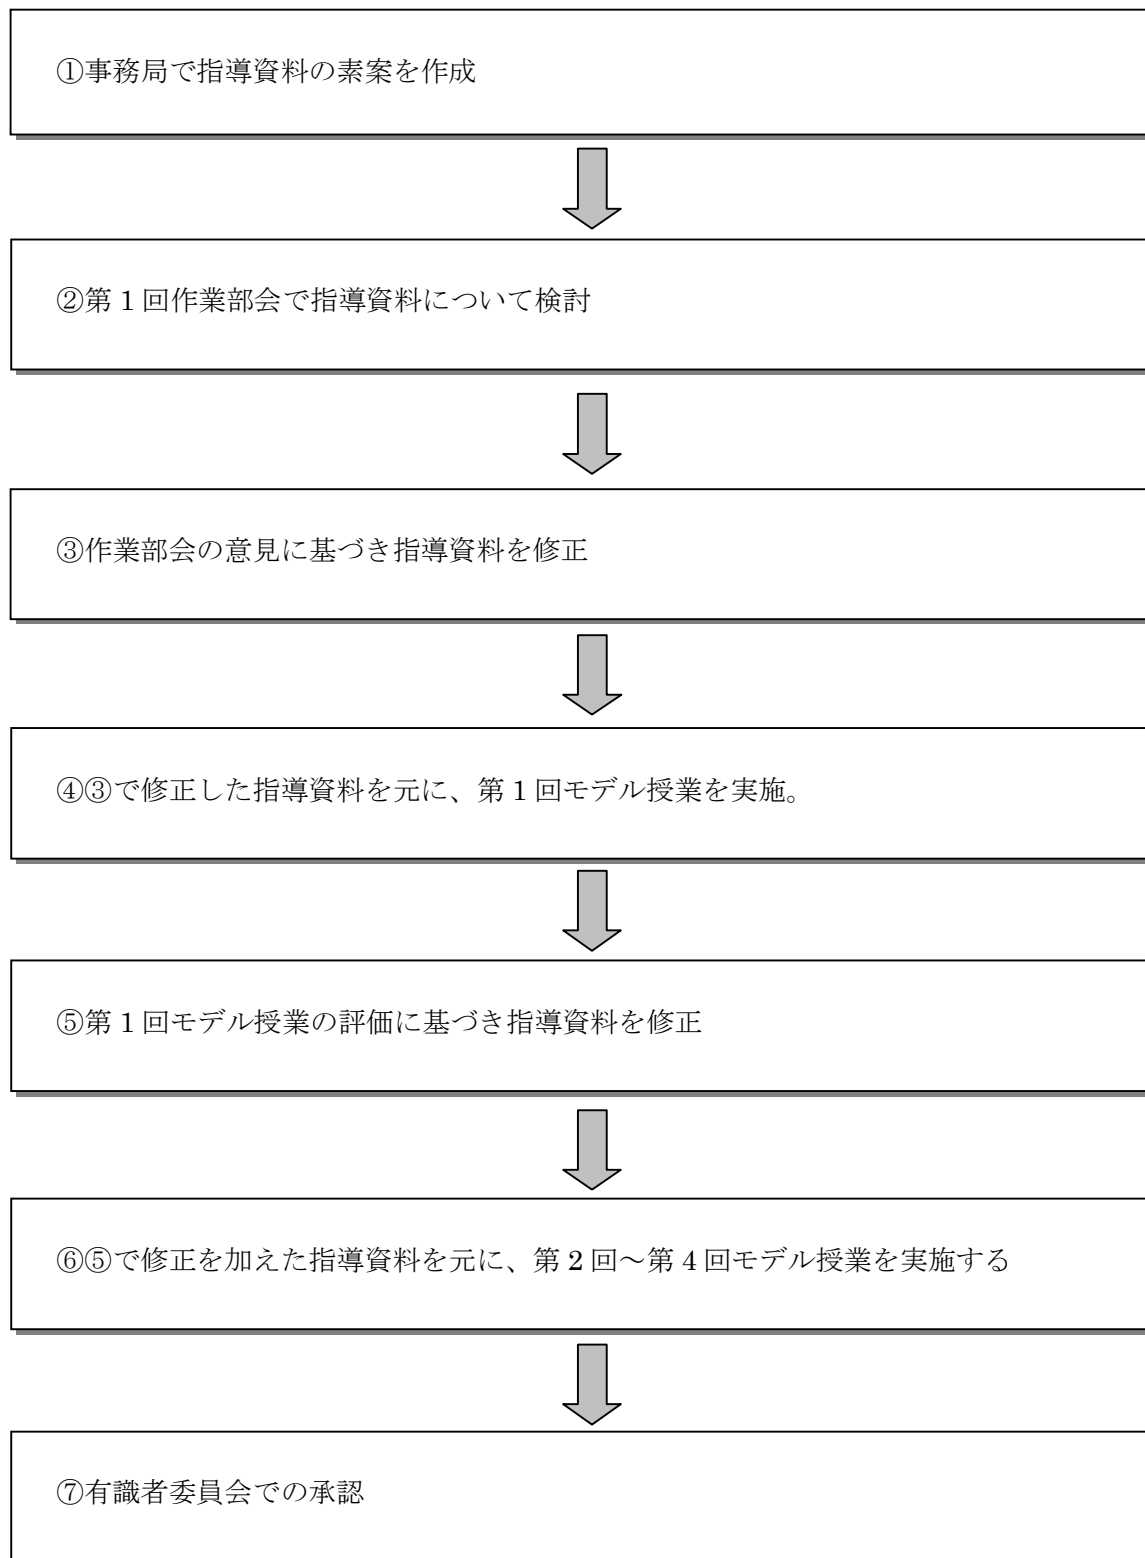 ①事務局で指導資料の素案を作成
②第1回作業部会で指導資料について検討
③作業部会の意見に基づき指導資料を修正
④③で修正した指導資料を元に、第1回モデル授業を実施。
⑤第1回モデル授業の評価に基づき指導資料を修正
⑥⑤で修正を加えた指導資料を元に、第2回～第4回モデル授業を実施する
⑦有識者委員会での承認